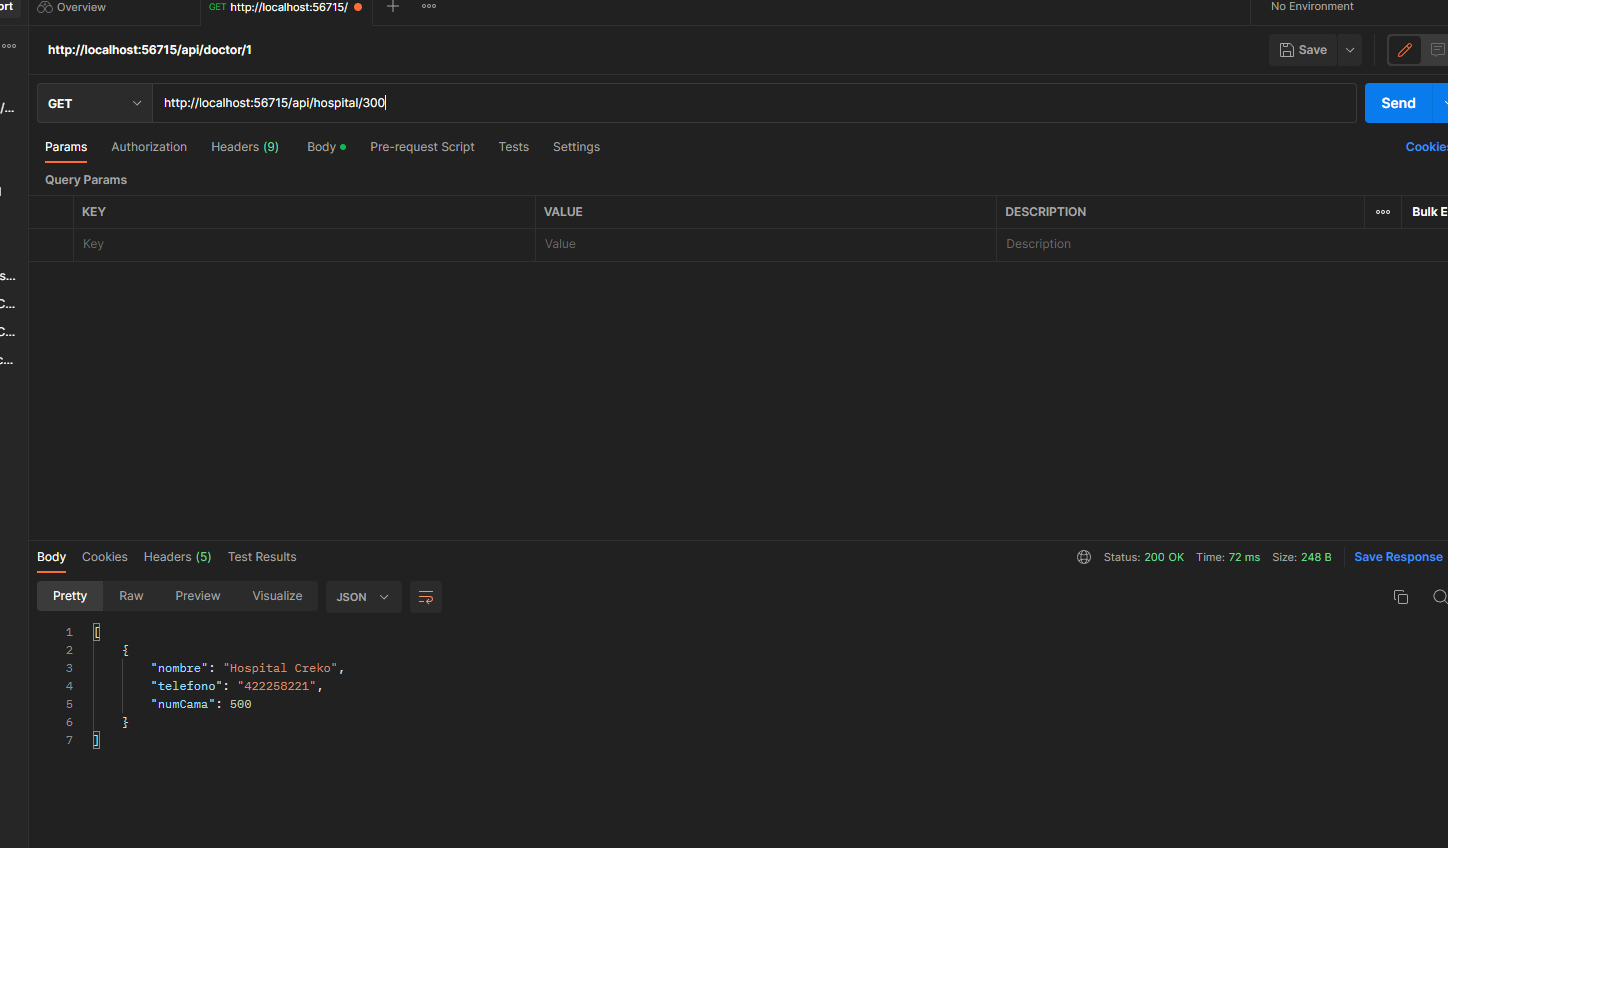 ort
Overview
GET http://localhost:56715/
No Environment
http://localhost:56715/api/doctor/1
Save
GET
http://localhost:56715/api/hospital/300
Send
/...
Params Authorization Headers (9) Body Pre-request Script Tests Settings
Cookies
Query Params
KEY VALUE DESCRIPTION
Bulk E
Key Value Description
s...
C...
C...
c...
Body Cookies Headers (5) Test Results
Status: 200 OK Time: 72 ms Size: 248 B
Save Response
Pretty Raw Preview Visualize
JSON
1 [
2 {
3 "nombre": "Hospital Creko",
4 "telefono": "422258221",
5 "numCama": 500
6 }
7 ]